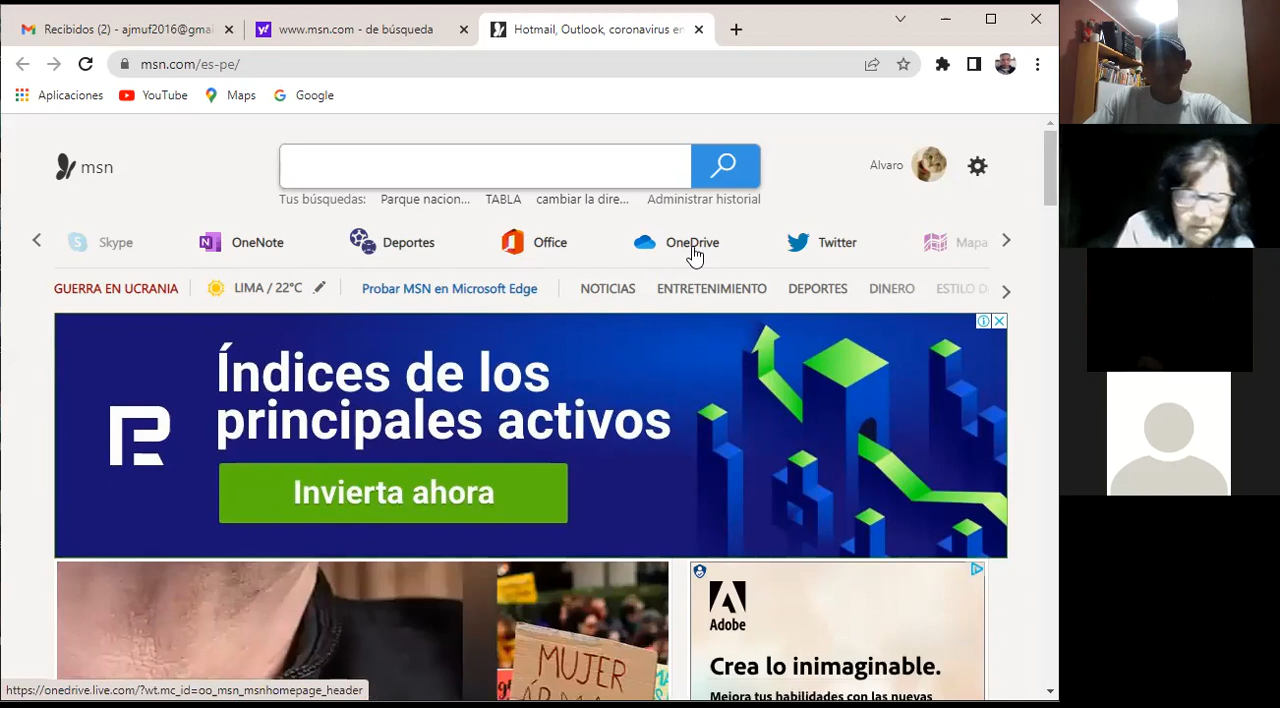 Recibidos (2) - ajmuf2016@gmai
www.msn.com - de búsqueda
Hotmail, Outlook, coronavirus en
msn.com/es-pe/
Aplicaciones YouTube Maps Google
msn
Alvaro
Tus búsquedas: Parque nacion... TABLA cambiar la dire... Administrar historial
Skype OneNote Deportes Office OneDrive Twitter Mapa
GUERRA EN UCRANIA LIMA / 22°C Probar MSN en Microsoft Edge NOTICIAS ENTRETENIMIENTO DEPORTES DINERO ESTILO D
Índices de los
principales activos
Invierta ahora
MUJER
Adobe
Crea lo inimaginable.
Mejora tus habilidades con las nuevas
https://onedrive.live.com/?wt.mc_id=oo_msn_msnhomepage_header